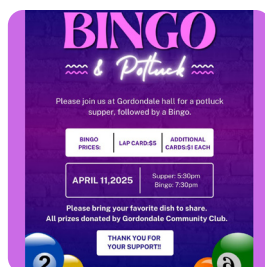 BINGO
& Potluck
Please join us at Gordondale hall for a potluck
supper, followed by a Bingo.
BINGO
PRICES:
LAP CARD:$5
ADDITIONAL
CARDS:$1 EACH
APRIL 11,2025
Supper: 5:30pm
Bingo: 7:30pm
Please bring your favorite dish to share.
All prizes donated by Gordondale Community Club.
THANK YOU FOR
YOUR SUPPORT!!
2